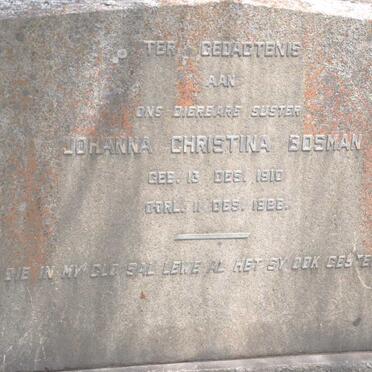 TER GEDAGTENIS
AAN
ONS DIERBARE SUSTER
JOHANNA CHRISTINA BOSMAN
GEB. 13 DES. 1910
OORL. 11 DES.
DIE IN MY GLO SAL LEWE AL HET SY OOK GESTE